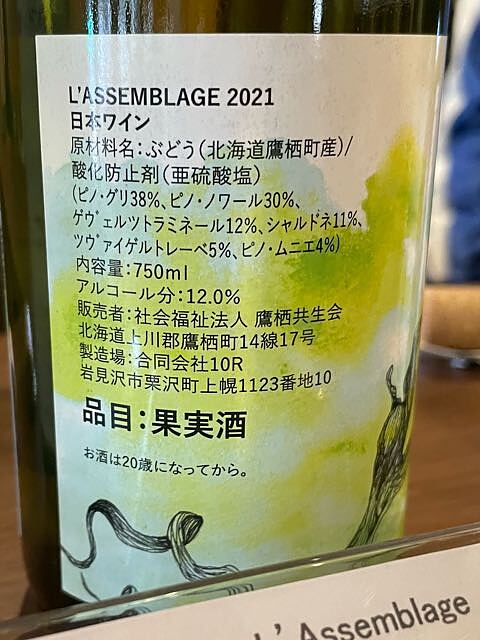 L'ASSEMBLAGE 2021
日本ワイン
原材料名：ぶどう（北海道鷹栖町産）/
酸化防止剤（亜硫酸塩）
(ピノ・グリ38%、ピノ・ノワール30%、
ゲヴェルツトラミネール12%、シャルドネ11%、
ツヴァイゲルトレーベ5%、ピノ・ムニエ4%)
内容量：750ml
アルコール分：12.0%
販売者：社会福祉法人 鷹栖共生会
北海道上川郡鷹栖町14線17号
製造場：合同会社10R
岩見沢市栗沢町上幌1123番地10
品目：果実酒
お酒は20歳になってから。
L' Assemblage